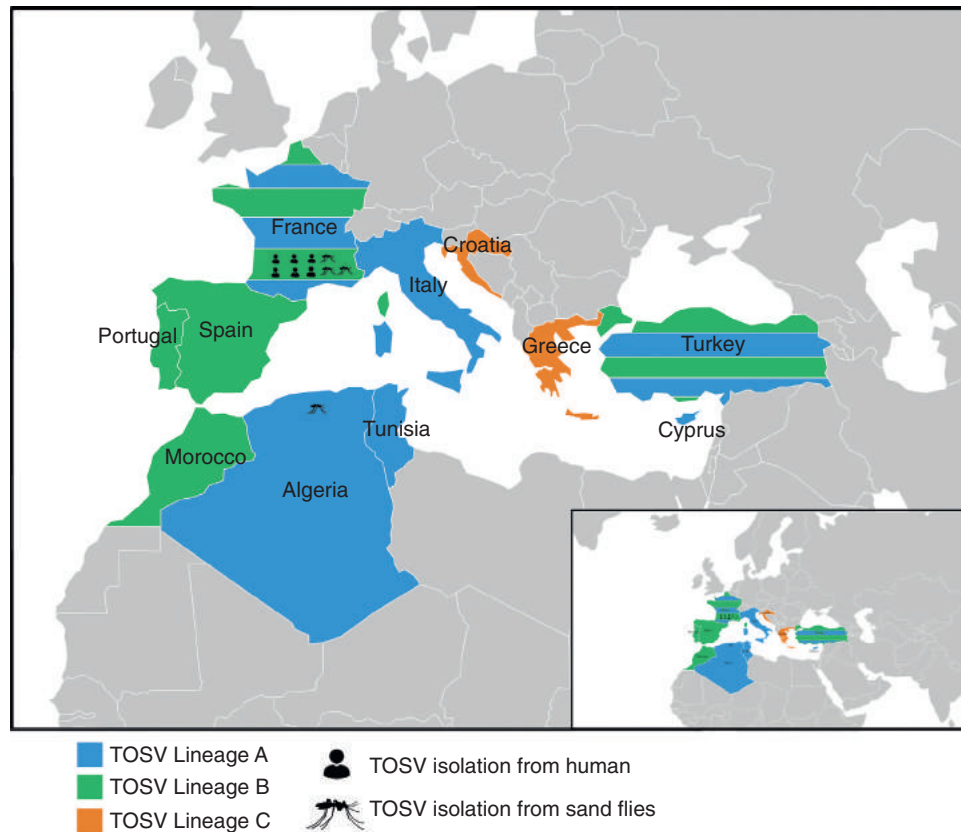 France
Croatia
Italy
Portugal
Spain
Greece
Turkey
Cyprus
Tunisia
Morocco
Algeria
TOSV Lineage A
TOSV Lineage B
TOSV Lineage C
TOSV isolation from human
TOSV isolation from sand flies